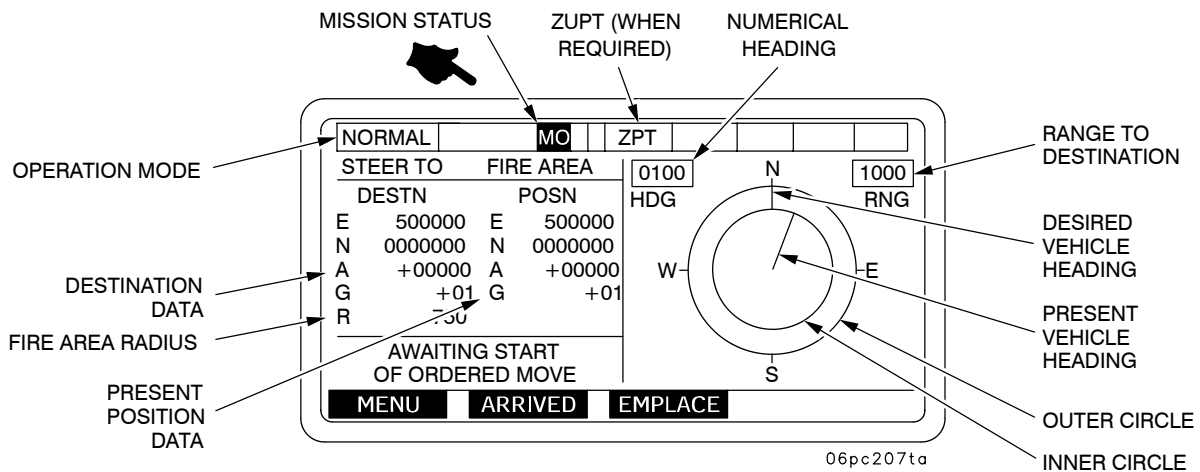 MISSION STATUS
ZUPT (WHEN
REQUIRED)
NUMERICAL
HEADING
OPERATION MODE
DESTINATION
DATA
FIRE AREA RADIUS
PRESENT
POSITION
DATA
NORMAL MO ZPT
STEER TO FIRE AREA
DESTN POSN
E 500000 E 500000
N 0000000 N 0000000
A +00000 A +00000
G +01 G +01
R 750
AWAITING START
OF ORDERED MOVE
0100
HDG
1000
RNG
N
W
E
S
MENU ARRIVED EMPLACE
RANGE TO
DESTINATION
DESIRED
VEHICLE
HEADING
PRESENT
VEHICLE
HEADING
OUTER CIRCLE
INNER CIRCLE
06pc207ta